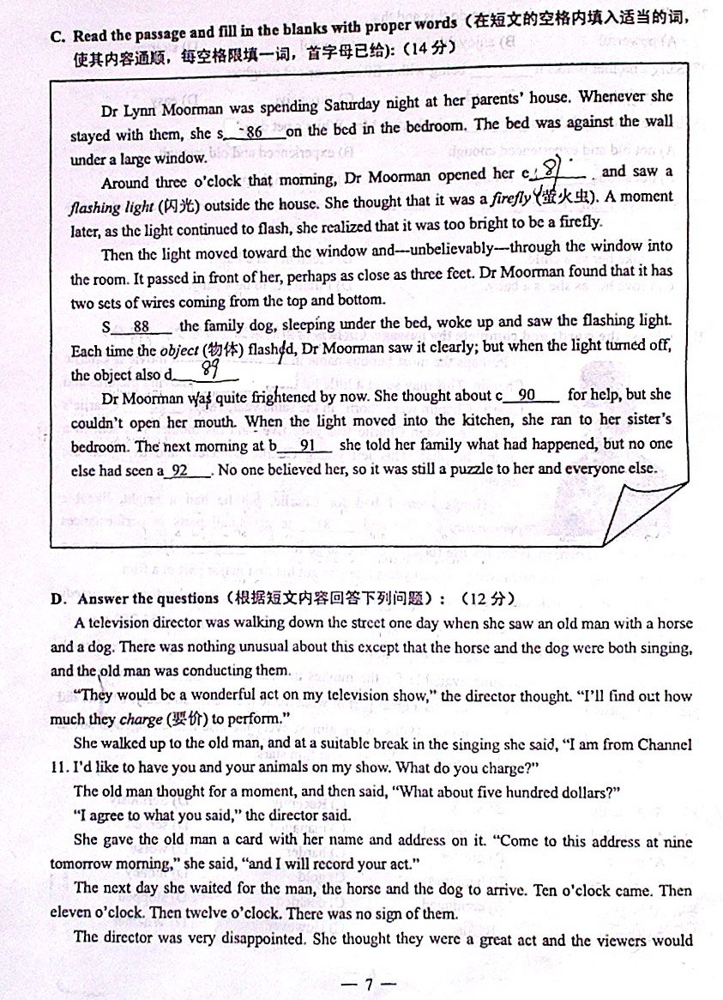 C. Read the passage and fill in the blanks with proper words (在短文的空格内填入适当的词,
使其内容通顺，每空格限填一词，首字母已给): (14 分)
Dr Lynn Moorman was spending Saturday night at her parents' house. Whenever she
stayed with them, she s 86 on the bed in the bedroom. The bed was against the wall
under a large window.
Around three o'clock that morning, Dr Moorman opened her e 87 and saw a
flashing light (闪光) outside the house. She thought that it was a firefly (萤火虫). A moment
later, as the light continued to flash, she realized that it was too bright to be a firefly.
Then the light moved toward the window and---unbelievably---through the window into
the room. It passed in front of her, perhaps as close as three feet. Dr Moorman found that it has
two sets of wires coming from the top and bottom.
S 88 the family dog, sleeping under the bed, woke up and saw the flashing light.
Each time the object (物体) flashed, Dr Moorman saw it clearly; but when the light turned off,
the object also d 89
Dr Moorman was quite frightened by now. She thought about c 90 for help, but she
couldn't open her mouth. When the light moved into the kitchen, she ran to her sister's
bedroom. The next morning at b 91 she told her family what had happened, but no one
else had seen a 92 . No one believed her, so it was still a puzzle to her and everyone else.
D. Answer the questions (根据短文内容回答下列问题) : (12 分)
A television director was walking down the street one day when she saw an old man with a horse
and a dog. There was nothing unusual about this except that the horse and the dog were both singing,
and the old man was conducting them.
"They would be a wonderful act on my television show," the director thought. "I'll find out how
much they charge (要价) to perform."
She walked up to the old man, and at a suitable break in the singing she said, "I am from Channel
11. I'd like to have you and your animals on my show. What do you charge?"
The old man thought for a moment, and then said, "What about five hundred dollars?"
"I agree to what you said," the director said.
She gave the old man a card with her name and address on it. "Come to this address at nine
tomorrow morning," she said, "and I will record your act."
The next day she waited for the man, the horse and the dog to arrive. Ten o'clock came. Then
eleven o'clock. Then twelve o'clock. There was no sign of them.
The director was very disappointed. She thought they were a great act and the viewers would
— 7 —